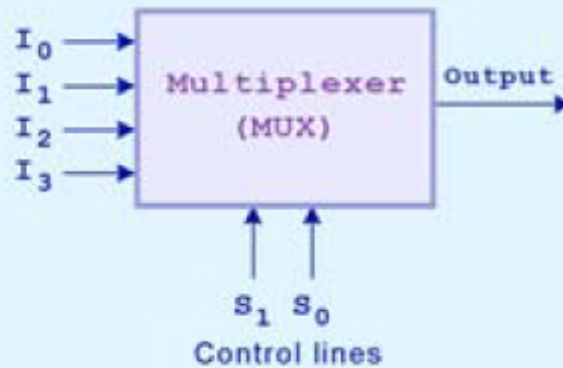 I0
I1
I2
I3
Multiplexer
(MUX)
Output
S1 S0
Control lines